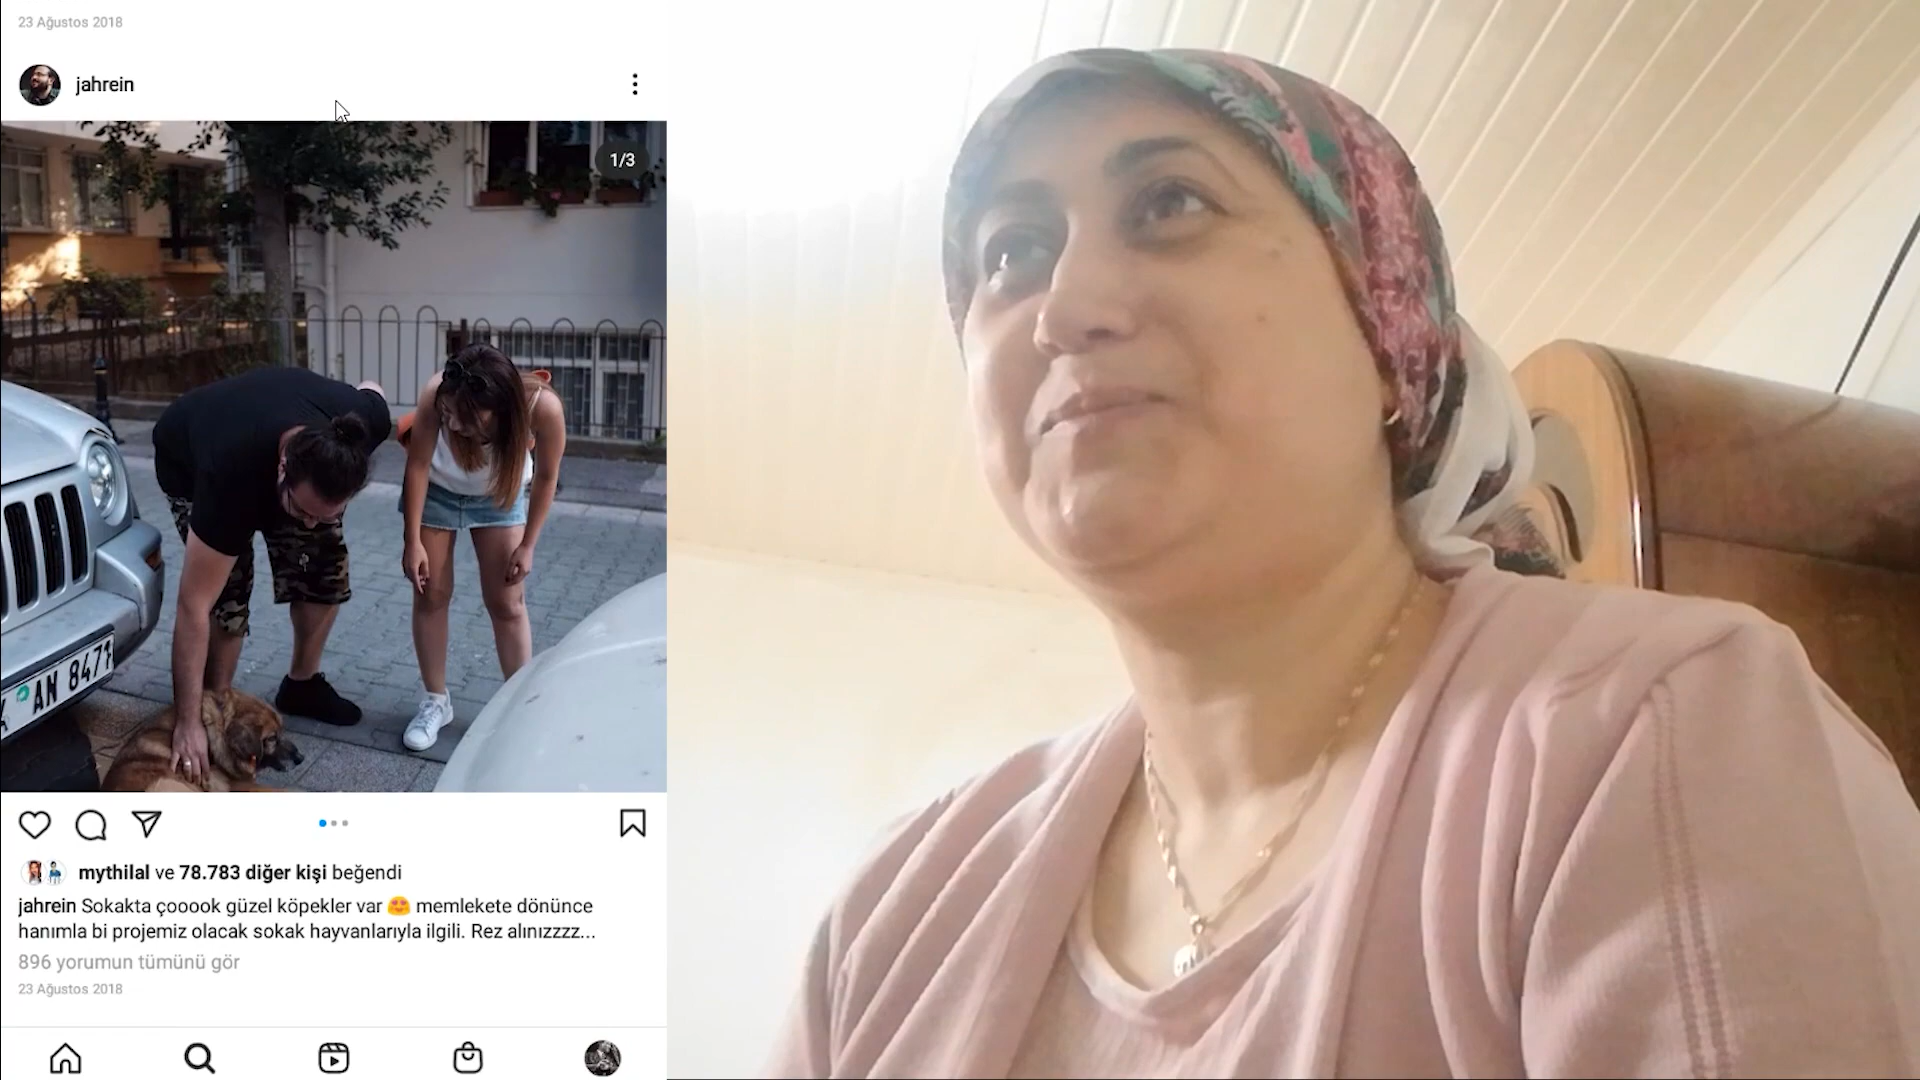 23 Ağustos 2018
jahrein
1/3
AN 8471
mythilal ve 78.783 diğer kişi beğendi
jahrein Sokakta çooook güzel köpekler var 😍 memlekete dönünce
hanımla bi projemiz olacak sokak hayvanlarıyla ilgili. Rez alınızzzz...
896 yorumun tümünü gör
23 Ağustos 2018